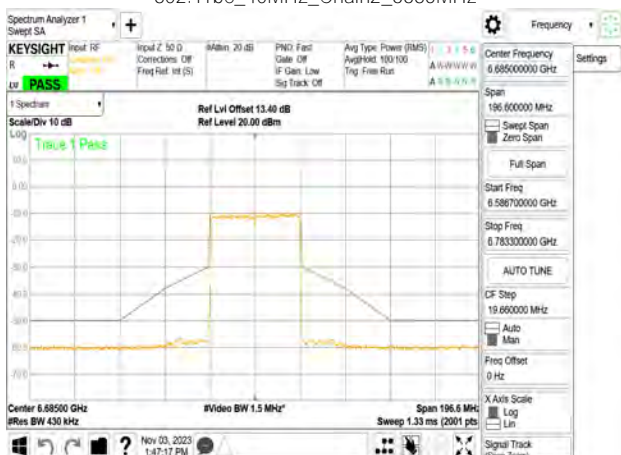 Spectrum Analyzer 1
Swept SA
+
Frequency
KEYSIGHT
Input: RF
Input Z: 50 Ω
#Atten: 20 dB
PNO: Fast
Avg Type: Power (RMS)
R
Corrections: Off
Gate: Off
Avg|Hold: 100/100
Freq Ref: Int (S)
IF Gain: Low
Trig: Free Run
Sig Track: Off
PASS
1 Spectrum
Ref Lvl Offset 13.40 dB
Scale/Div 10 dB
Ref Level 20.00 dBm
Log
Trace 1 Pass
Center 6.68500 GHz
#Video BW 1.5 MHz*
Span 196.6 MHz
#Res BW 430 kHz
Sweep 1.33 ms (2001 pts
?
Nov 03, 2023
1:47:17 PM
Center Frequency
6.685000000 GHz
Settings
Span
196.600000 MHz
Swept Span
Zero Span
Full Span
Start Freq
6.586700000 GHz
Stop Freq
6.783300000 GHz
AUTO TUNE
CF Step
19.660000 MHz
Auto
Man
Freq Offset
0 Hz
X Axis Scale
Log
Lin
Signal Track